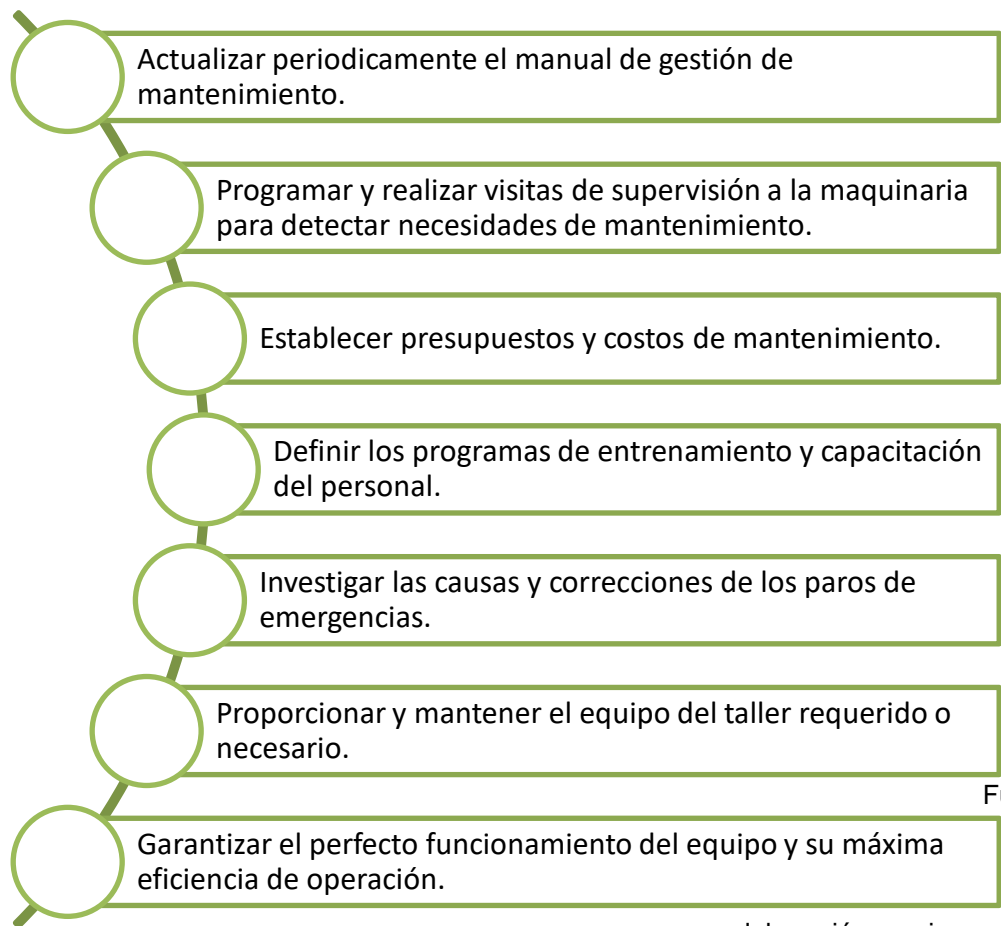 Actualizar periodicamente el manual de gestión de
mantenimiento.
Programar y realizar visitas de supervisión a la maquinaria
para detectar necesidades de mantenimiento.
Establecer presupuestos y costos de mantenimiento.
Definir los programas de entrenamiento y capacitación
del personal.
Investigar las causas y correcciones de los paros de
emergencias.
Proporcionar y mantener el equipo del taller requerido o
necesario.
Garantizar el perfecto funcionamiento del equipo y su máxima
eficiencia de operación.